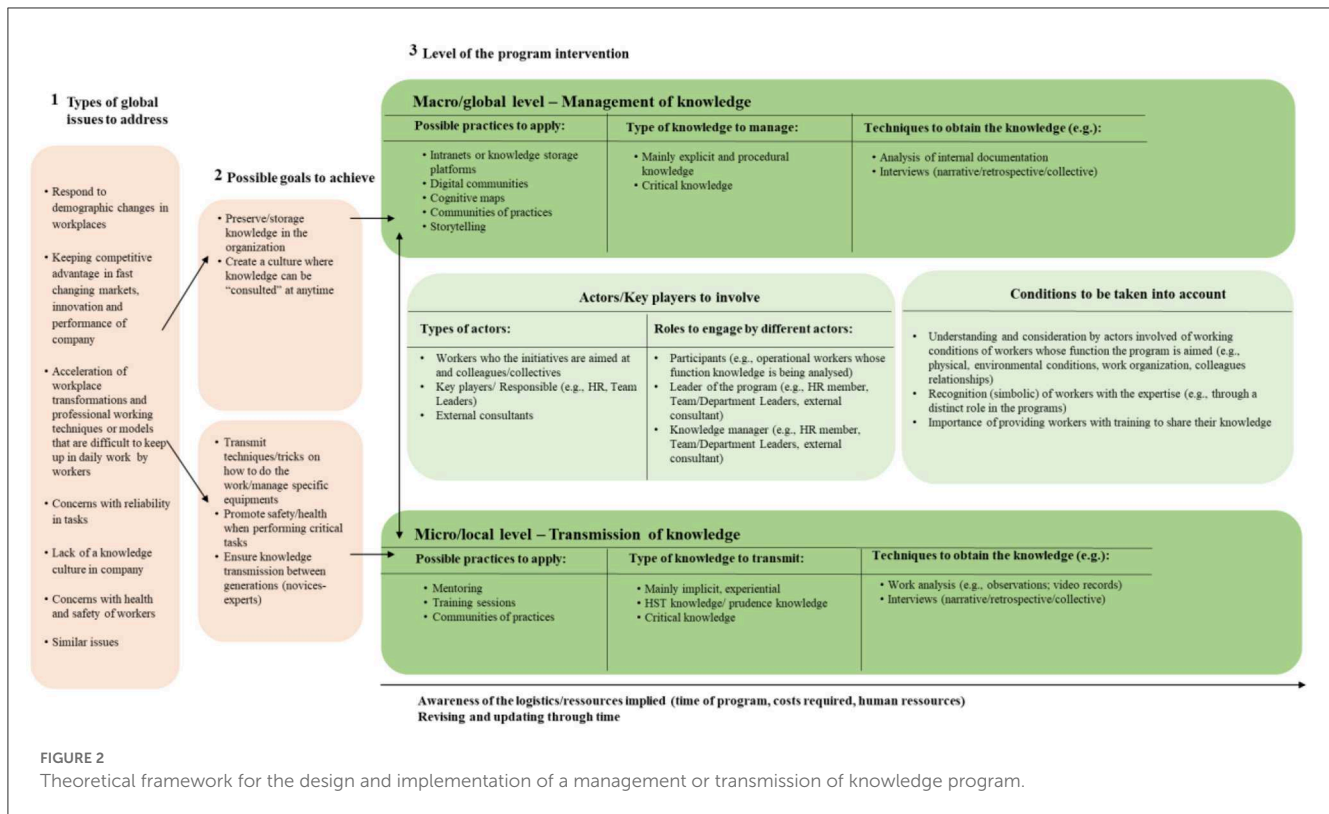 3 Level of the program intervention
1 Types of global
issues to address
• Respond to
demographic changes in
workplaces
• Keeping competitive
advantage in fast
changing markets,
innovation and
performance of
company
• Acceleration of
workplace
transformations and
professional working
techniques or models
that are difficult to keep
up in daily work by
workers
• Concerns with reliability
in tasks
• Lack of a knowledge
culture in company
• Concerns with health
and safety of workers
• Similar issues
2 Possible goals to achieve
• Preserve/storage
knowledge in the
organization
• Create a culture where
knowledge can be
“consulted” at anytime
• Transmit
techniques/tricks on
how to do the
work/manage specific
equipments
• Promote safety/health
when performing critical
tasks
• Ensure knowledge
transmission between
generations (novices-
experts)
Macro/global level – Management of knowledge
Possible practices to apply:
• Intranets or knowledge storage
platforms
• Digital communities
• Cognitive maps
• Communities of practices
• Storytelling
Type of knowledge to manage:
• Mainly explicit and procedural
knowledge
• Critical knowledge
Techniques to obtain the knowledge (e.g.):
• Analysis of internal documentation
• Interviews (narrative/retrospective/collective)
Actors/Key players to involve
Types of actors:
• Workers who the initiatives are aimed at
and colleagues/collectives
• Key players/ Responsible (e.g., HR, Team
Leaders)
• External consultants
Roles to engage by different actors:
• Participants (e.g., operational workers whose
function knowledge is being analysed)
• Leader of the program (e.g., HR member,
Team/Department Leaders, external
consultant)
• Knowledge manager (e.g., HR member,
Team/Department Leaders, external
consultant)
Conditions to be taken into account
• Understanding and consideration by actors involved of working
conditions of workers whose function the program is aimed (e.g.,
physical, environmental conditions, work organization, colleagues
relationships)
• Recognition (simbolic) of workers with the expertise (e.g., through a
distinct role in the programs)
• Importance of providing workers with training to share their knowledge
Micro/local level – Transmission of knowledge
Possible practices to apply:
• Mentoring
• Training sessions
• Communities of practices
Type of knowledge to transmit:
• Mainly implicit, experiential
• HST knowledge/ prudence knowledge
• Critical knowledge
Techniques to obtain the knowledge (e.g.):
• Work analysis (e.g., observations; video records)
• Interviews (narrative/retrospective/collective)
Awareness of the logistics/ressources implied (time of program, costs required, human ressources)
Revising and updating through time
FIGURE 2
Theoretical framework for the design and implementation of a management or transmission of knowledge program.